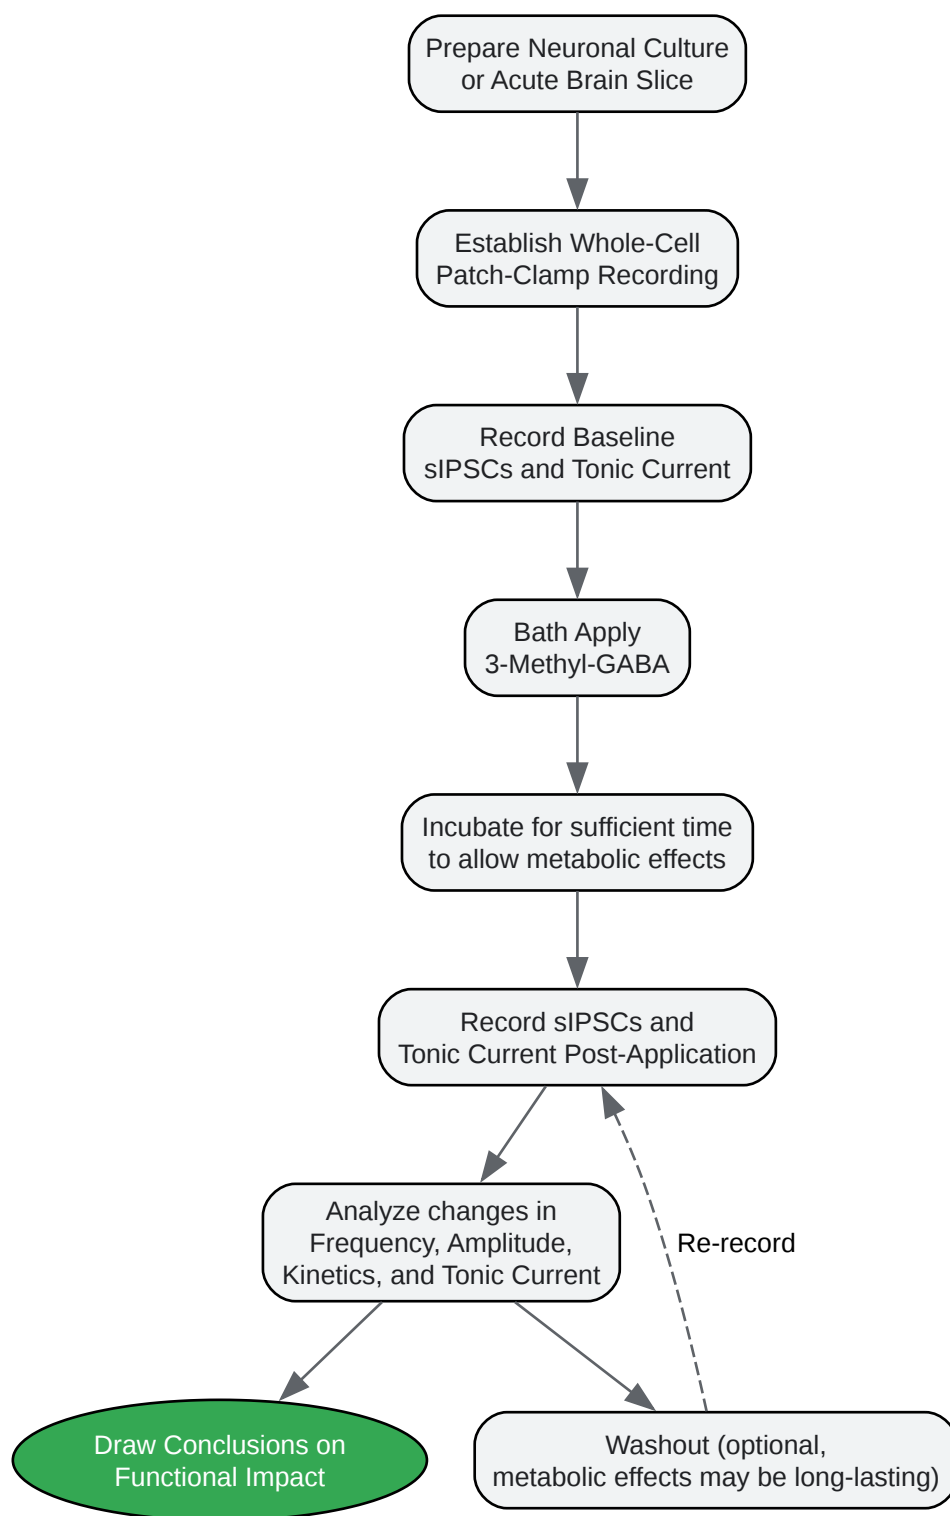 Prepare Neuronal Culture
or Acute Brain Slice
Establish Whole-Cell
Patch-Clamp Recording
Record Baseline
sIPSCs and Tonic Current
Bath Apply
3-Methyl-GABA
Incubate for sufficient time
to allow metabolic effects
Record sIPSCs and
Tonic Current Post-Application
Analyze changes in
Frequency, Amplitude,
Kinetics, and Tonic Current
Re-record
Draw Conclusions on
Functional Impact
Washout (optional,
metabolic effects may be long-lasting)